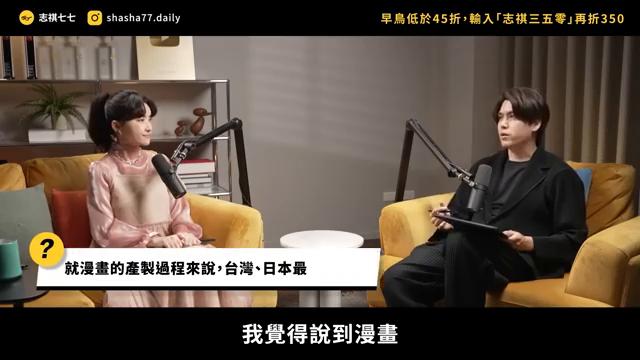 志祺七七
shasha77.daily
早鳥低於45折，輸入「志祺三五零」再折350
?
就漫畫的產製過程來說，台灣、日本最
我覺得說到漫畫